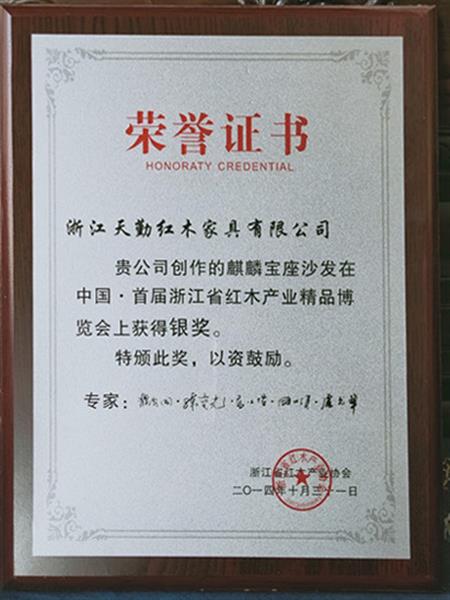 荣誉证书
HONORATY CREDENTIAL
浙江天勤红木家具有限公司
贵公司创作的麒麟宝座沙发在
中国·首届浙江省红木产业精品博
览会上获得银奖。
特颁此奖，以资鼓励。
专家：
浙江省红木产业协会
二〇一四年十月三十一日